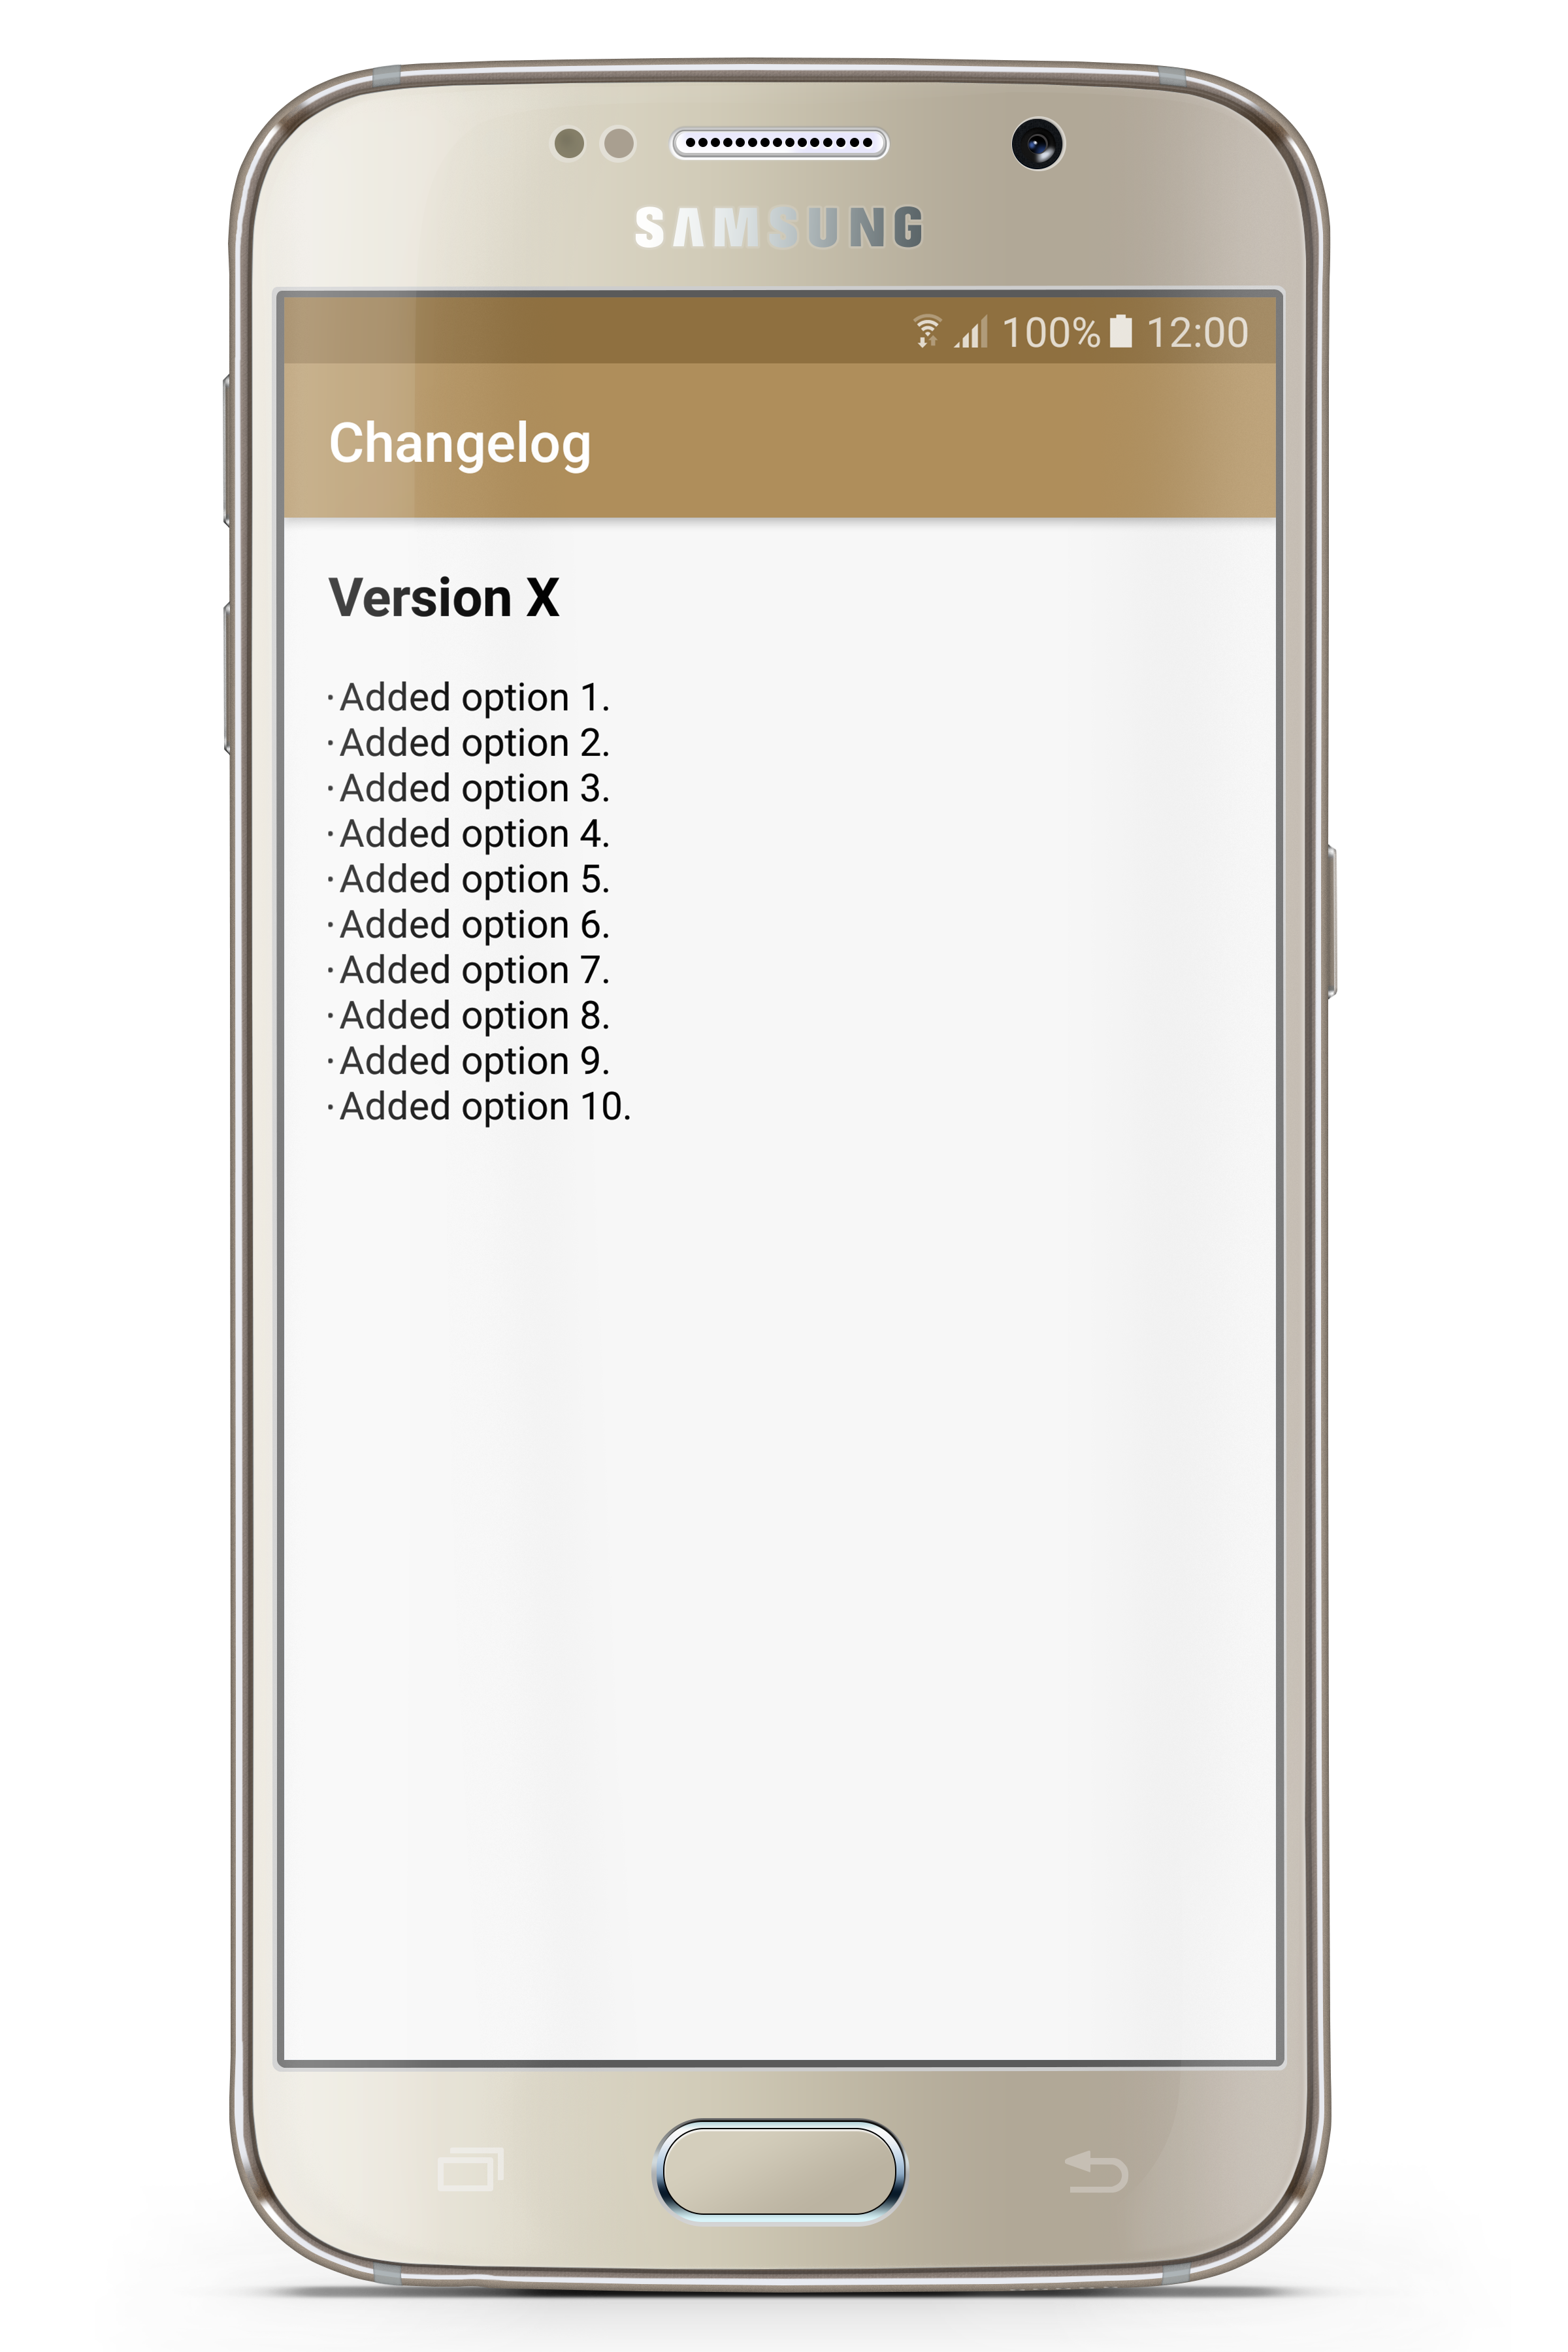 SAMSUNG
100% 12:00
Changelog
Version X
·Added option 1.
·Added option 2.
·Added option 3.
·Added option 4.
·Added option 5.
·Added option 6.
·Added option 7.
·Added option 8.
·Added option 9.
·Added option 10.